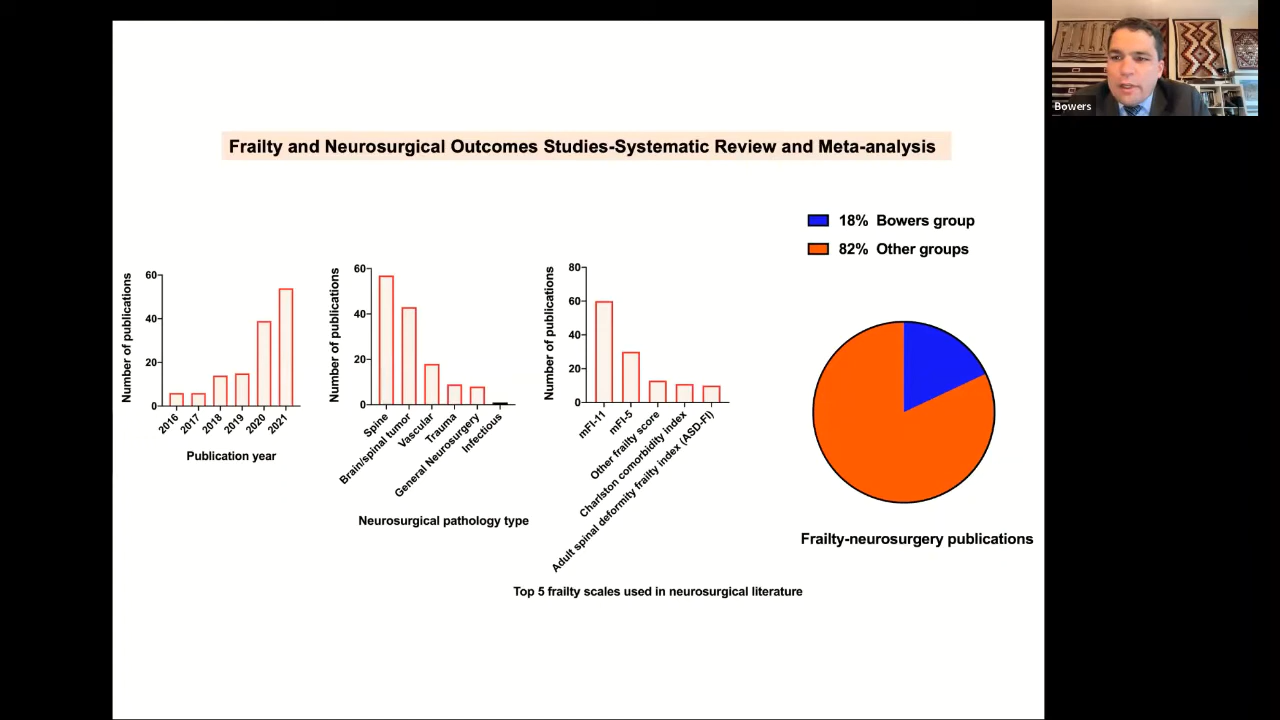 Frailty and Neurosurgical Outcomes Studies-Systematic Review and Meta-analysis
Bowers
18% Bowers group
82% Other groups
Number of publications
60
40
20
0
2016
2017
2018
2019
2020
2021
Publication year
Number of publications
60
40
20
0
Spine
Brain/spinal tumor
Vascular
Trauma
General Neurosurgery
Infectious
Neurosurgical pathology type
Number of publications
80
60
40
20
0
mFI-11
mFI-5
Other frailty score
Charlston comorbidity index
Adult spinal deformity frailty index (ASD-FI)
Top 5 frailty scales used in neurosurgical literature
Frailty-neurosurgery publications